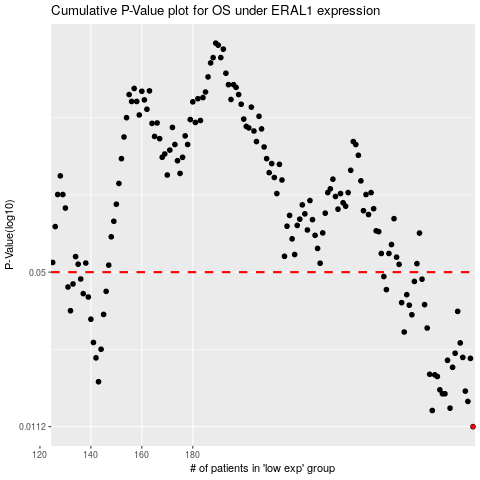 Cumulative P-Value plot for OS under ERAL1 expression
P-Value(log10)
0.05
0.0112
120 140 160 180
# of patients in 'low exp' group